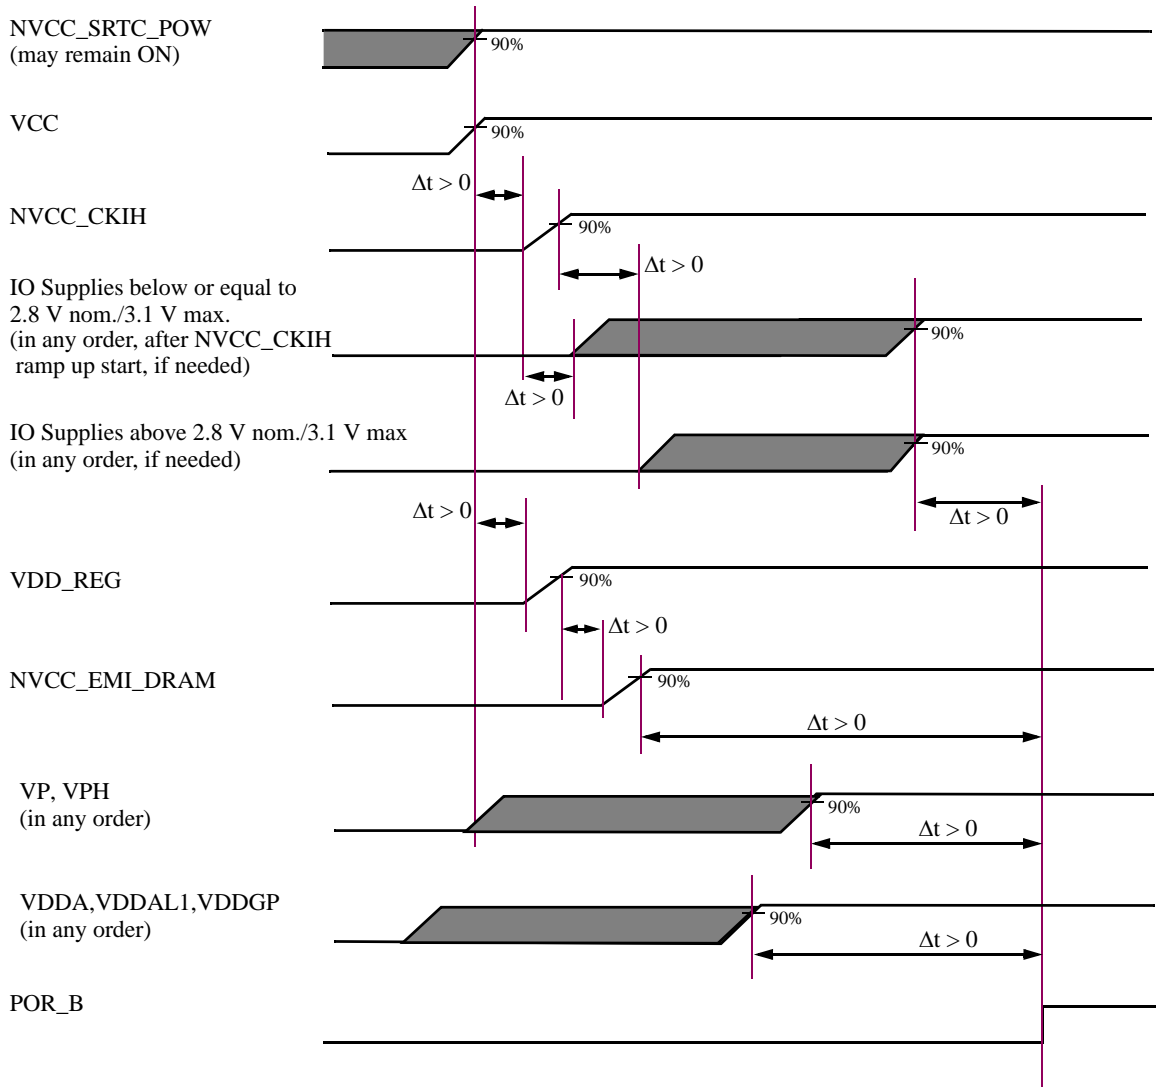 NVCC_SRTC_POW
(may remain ON)
90%
VCC
90%
Δt > 0
NVCC_CKIH
90%
Δt > 0
IO Supplies below or equal to
2.8 V nom./3.1 V max.
(in any order, after NVCC_CKIH
ramp up start, if needed)
90%
Δt > 0
IO Supplies above 2.8 V nom./3.1 V max
(in any order, if needed)
90%
Δt > 0
Δt > 0
VDD_REG
90%
Δt > 0
NVCC_EMI_DRAM
90%
Δt > 0
VP, VPH
(in any order)
90%
Δt > 0
VDDA,VDDAL1,VDDGP
(in any order)
90%
Δt > 0
POR_B